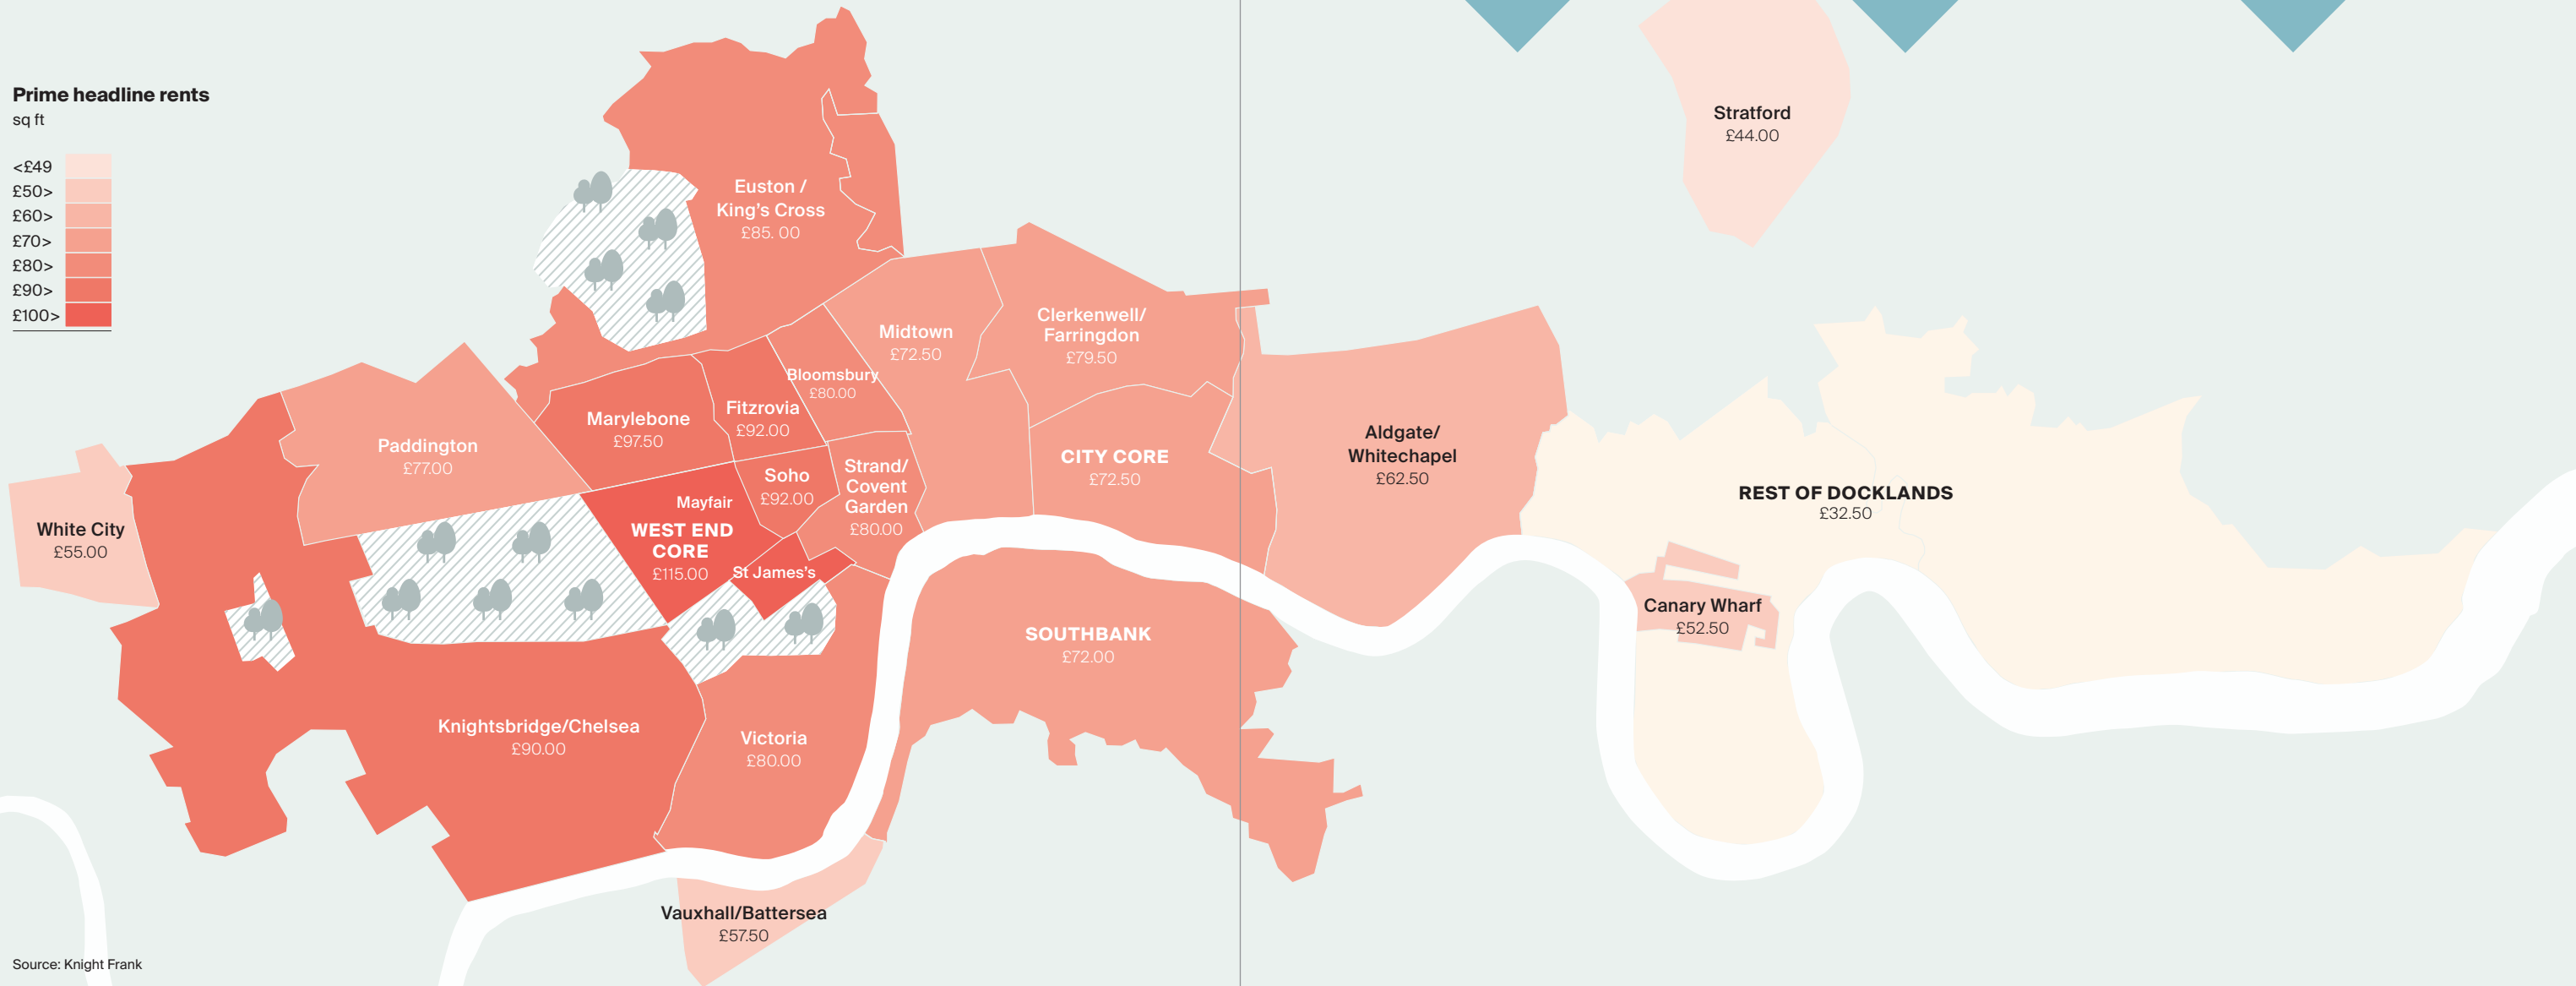 Prime headline rents
sq ft
<£49
£50>
£60>
£70>
£80>
£90>
£100>
Stratford
£44.00
Euston /
King's Cross
£85. 00
Midtown
£72.50
Clerkenwell/
Farringdon
£79.50
Bloomsbury
£80.00
Fitzrovia
£92.00
Marylebone
£97.50
Paddington
£77.00
Aldgate/
Whitechapel
£62.50
CITY CORE
£72.50
Soho
£92.00
Strand/
Covent
Garden
£80.00
Mayfair
WEST END
CORE
£115.00
St James's
White City
£55.00
REST OF DOCKLANDS
£32.50
Canary Wharf
£52.50
SOUTHBANK
£72.00
Knightsbridge/Chelsea
£90.00
Victoria
£80.00
Vauxhall/Battersea
£57.50
Source: Knight Frank